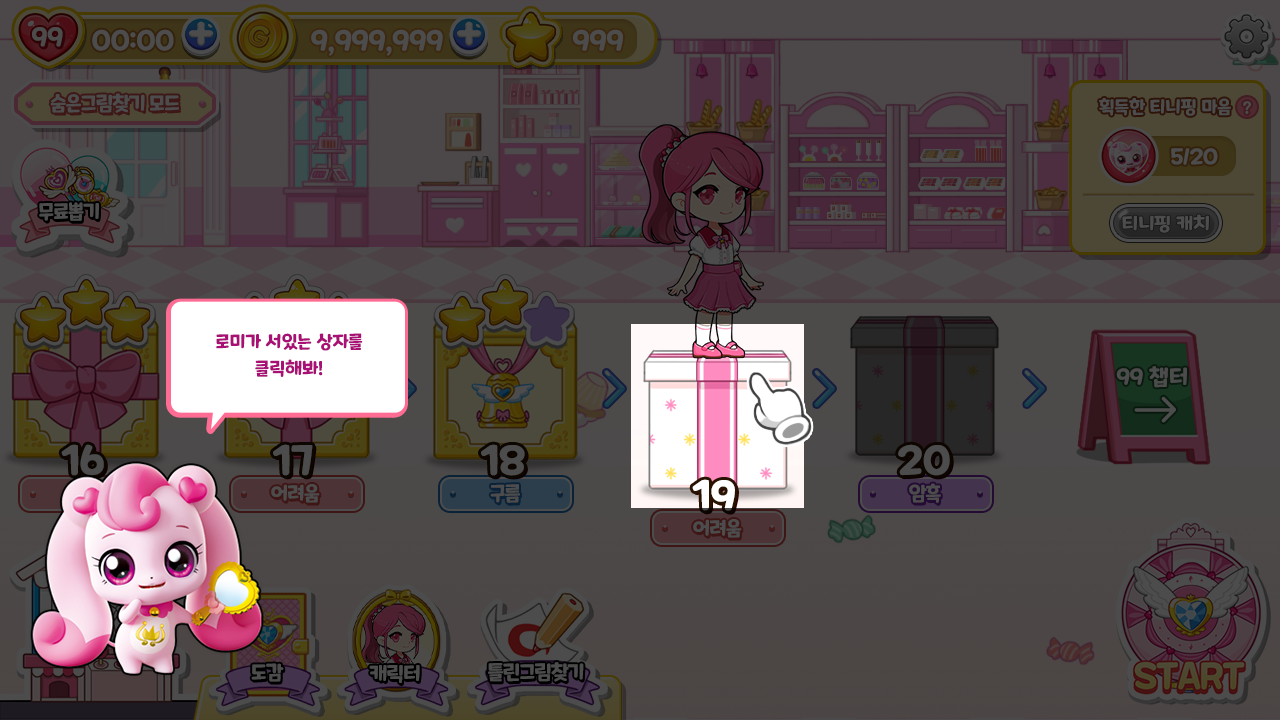 99
00:00
G
9,999,999
999
숨은그림찾기 모드
획득한 티니핑 마음 ?
5/20
티니핑 캐치
무료뽑기
로미가 서있는 상자를
클릭해봐!
16
17
어려움
18
구름
19
어려움
20
암흑
99 챕터
도감
캐릭터
틀린그림찾기
START